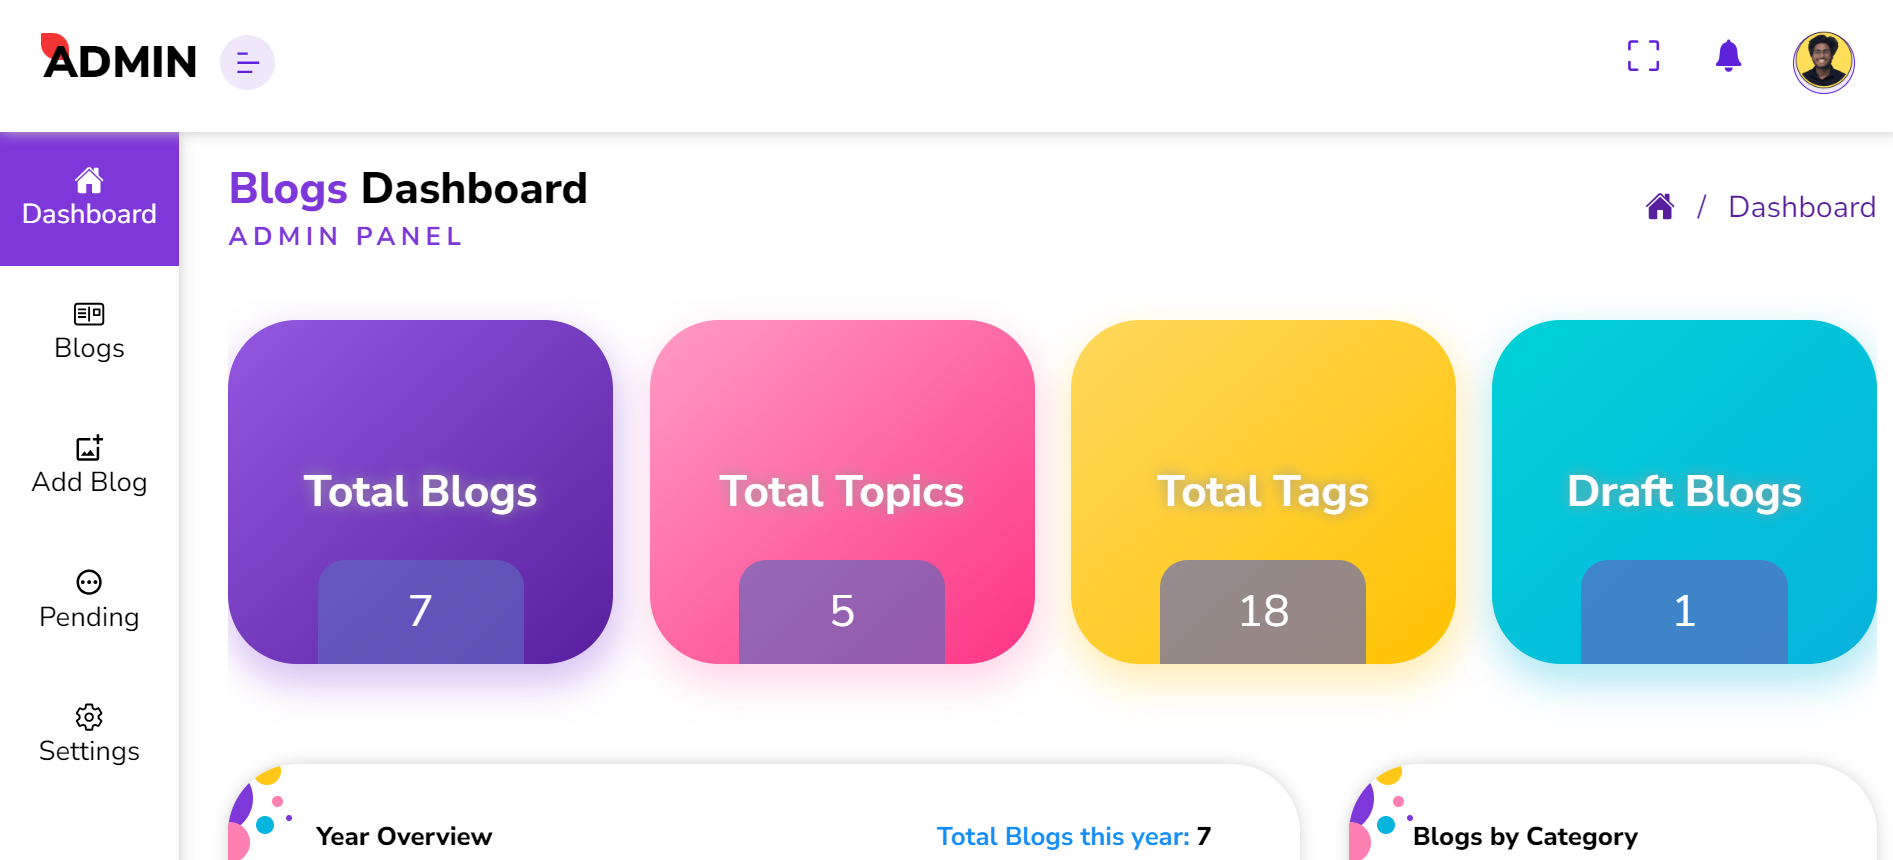 ADMIN
Dashboard
Blogs
Add Blog
Pending
Settings
Blogs Dashboard
ADMIN PANEL
/ Dashboard
Total Blogs
7
Total Topics
5
Total Tags
18
Draft Blogs
1
Year Overview
Total Blogs this year: 7
Blogs by Category